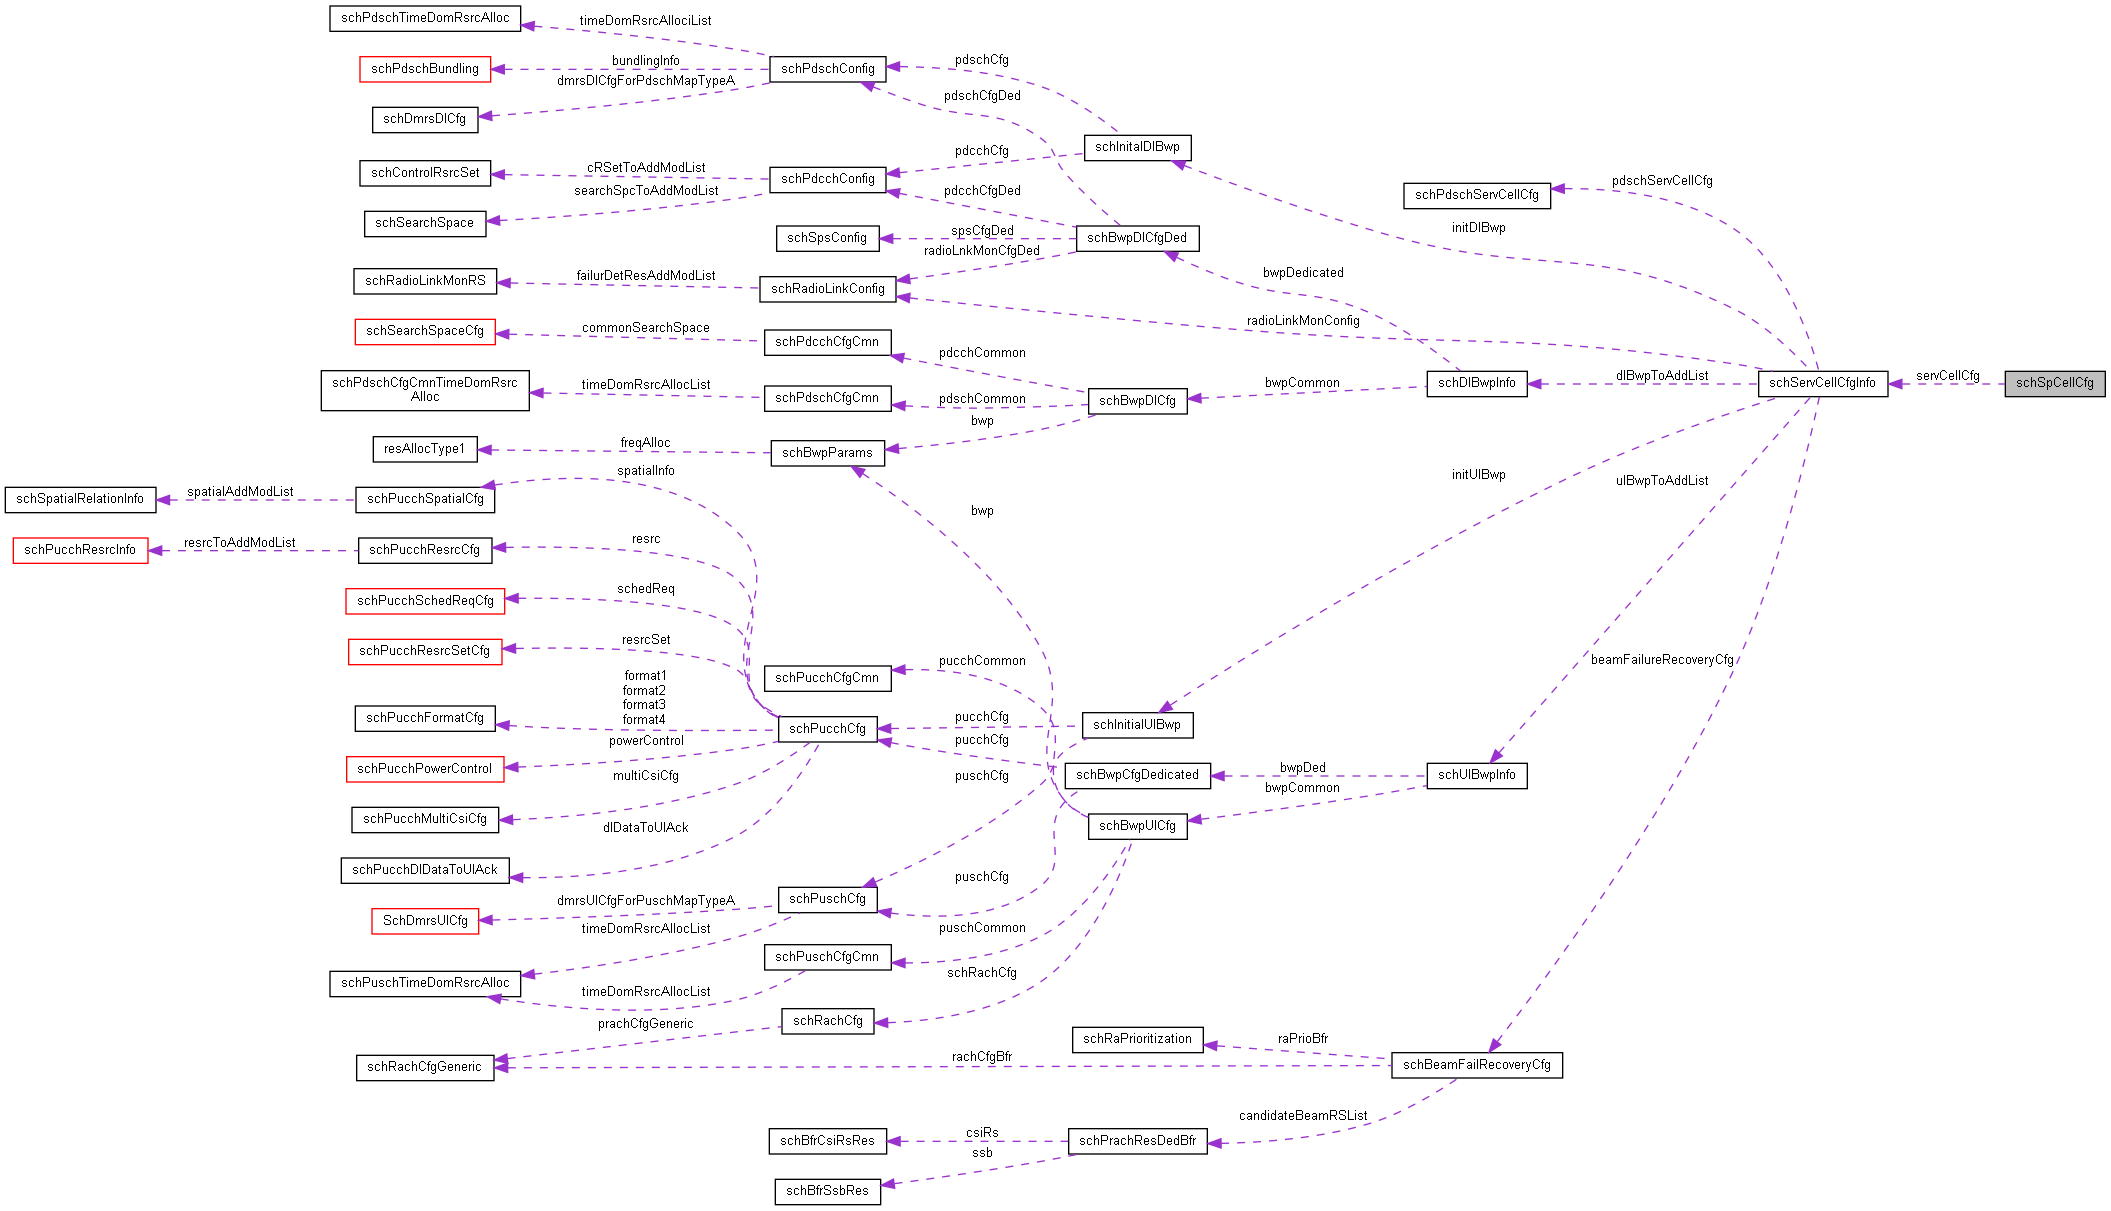 schPdschTimeDomRsrcAlloc
timeDomRsrcAllociList
schPdschBundling
bundlingInfo
schPdschConfig
pdschCfg
dmrsDlCfgForPdschMapTypeA
pdschCfgDed
schDmrsDlCfg
schInitalDlBwp
pdcchCfg
schControlRsrcSet
cRSetToAddModList
schPdcchConfig
pdschServCellCfg
searchSpcToAddModList
pdcchCfgDed
schPdschServCellCfg
schSearchSpace
initDlBwp
schSpsConfig
spsCfgDed
schBwpDlCfgDed
radioLnkMonCfgDed
schRadioLinkMonRS
failurDetResAddModList
bwpDedicated
schRadioLinkConfig
radioLinkMonConfig
schSearchSpaceCfg
commonSearchSpace
schPdcchCfgCmn
pdcchCommon
schPdschCfgCmnTimeDomRsrc
Alloc
timeDomRsrcAllocList
schPdschCfgCmn
pdschCommon
schBwpDlCfg
bwpCommon
schDlBwpInfo
dlBwpToAddList
schServCellCfgInfo
servCellCfg
schSpCellCfg
bwp
resAllocType1
freqAlloc
schBwpParams
spatialInfo
initUlBwp
ulBwpToAddList
schSpatialRelationInfo
spatialAddModList
schPucchSpatialCfg
bwp
schPucchResrcInfo
resrcToAddModList
schPucchResrcCfg
resrc
schPucchSchedReqCfg
schedReq
schPucchResrcSetCfg
resrcSet
pucchCommon
beamFailureRecoveryCfg
schPucchCfgCmn
format1
format2
format3
format4
schPucchFormatCfg
schPucchCfg
pucchCfg
schInitialUlBwp
powerControl
pucchCfg
schPucchPowerControl
multiCsiCfg
puschCfg
schBwpCfgDedicated
bwpDed
schUlBwpInfo
bwpCommon
schPucchMultiCsiCfg
dlDataToUlAck
schBwpUlCfg
schPucchDlDataToUlAck
puschCfg
schPuschCfg
dmrsUlCfgForPuschMapTypeA
SchDmrsUlCfg
timeDomRsrcAllocList
puschCommon
schPuschCfgCmn
schRachCfg
schPuschTimeDomRsrcAlloc
timeDomRsrcAllocList
schRachCfg
prachCfgGeneric
schRaPrioritization
raPrioBfr
schRachCfgGeneric
rachCfgBfr
schBeamFailRecoveryCfg
candidateBeamRSList
schBfrCsiRsRes
csiRs
schPrachResDedBfr
ssb
schBfrSsbRes